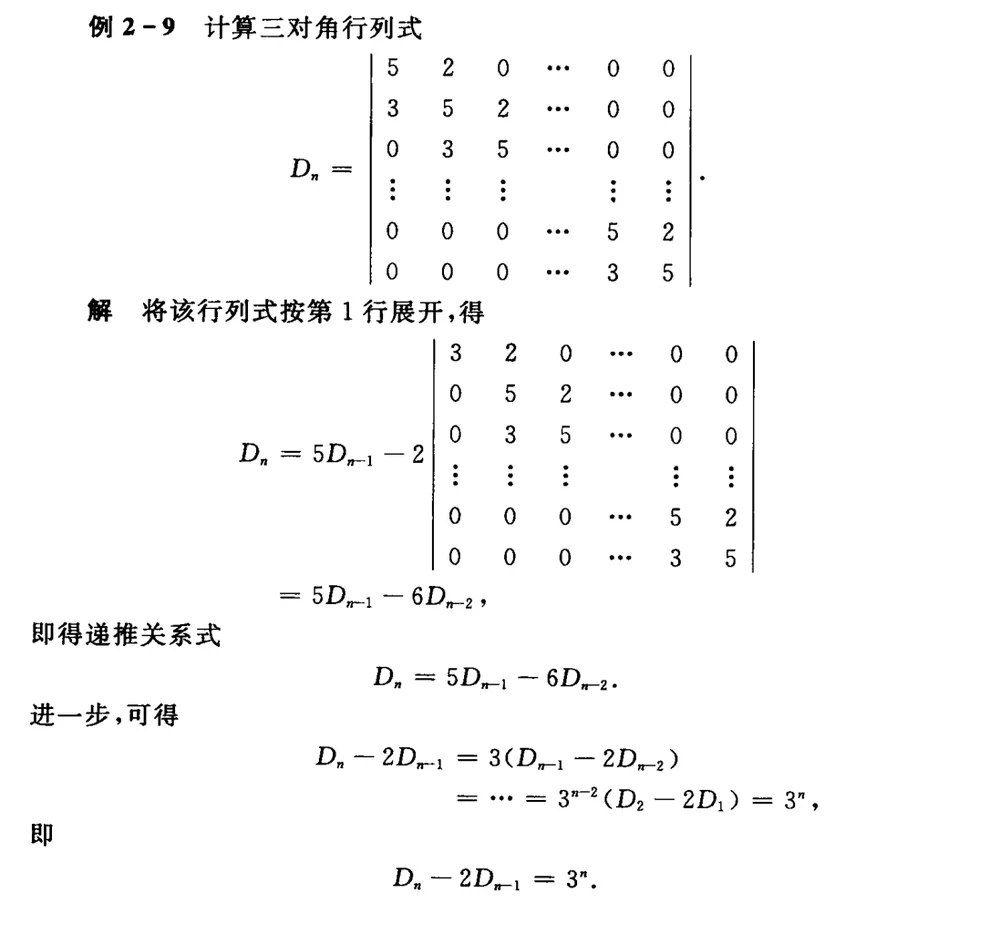 例 2-9 计算三对角行列式
D_n = | 5 2 0 ⋯ 0 0 |
| 3 5 2 ⋯ 0 0 |
| 0 3 5 ⋯ 0 0 |
| ⋮ ⋮ ⋮ ⋮ ⋮ |
| 0 0 0 ⋯ 5 2 |
| 0 0 0 ⋯ 3 5 | .
解 将该行列式按第 1 行展开,得
D_n = 5D_{n-1} - 2 | 3 2 0 ⋯ 0 0 |
| 0 5 2 ⋯ 0 0 |
| 0 3 5 ⋯ 0 0 |
| ⋮ ⋮ ⋮ ⋮ ⋮ |
| 0 0 0 ⋯ 5 2 |
| 0 0 0 ⋯ 3 5 |
= 5D_{n-1} - 6D_{n-2},
即得递推关系式
D_n = 5D_{n-1} - 6D_{n-2}.
进一步,可得
D_n - 2D_{n-1} = 3(D_{n-1} - 2D_{n-2})
= ⋯ = 3^{n-2}(D_2 - 2D_1) = 3^n,
即
D_n - 2D_{n-1} = 3^n.